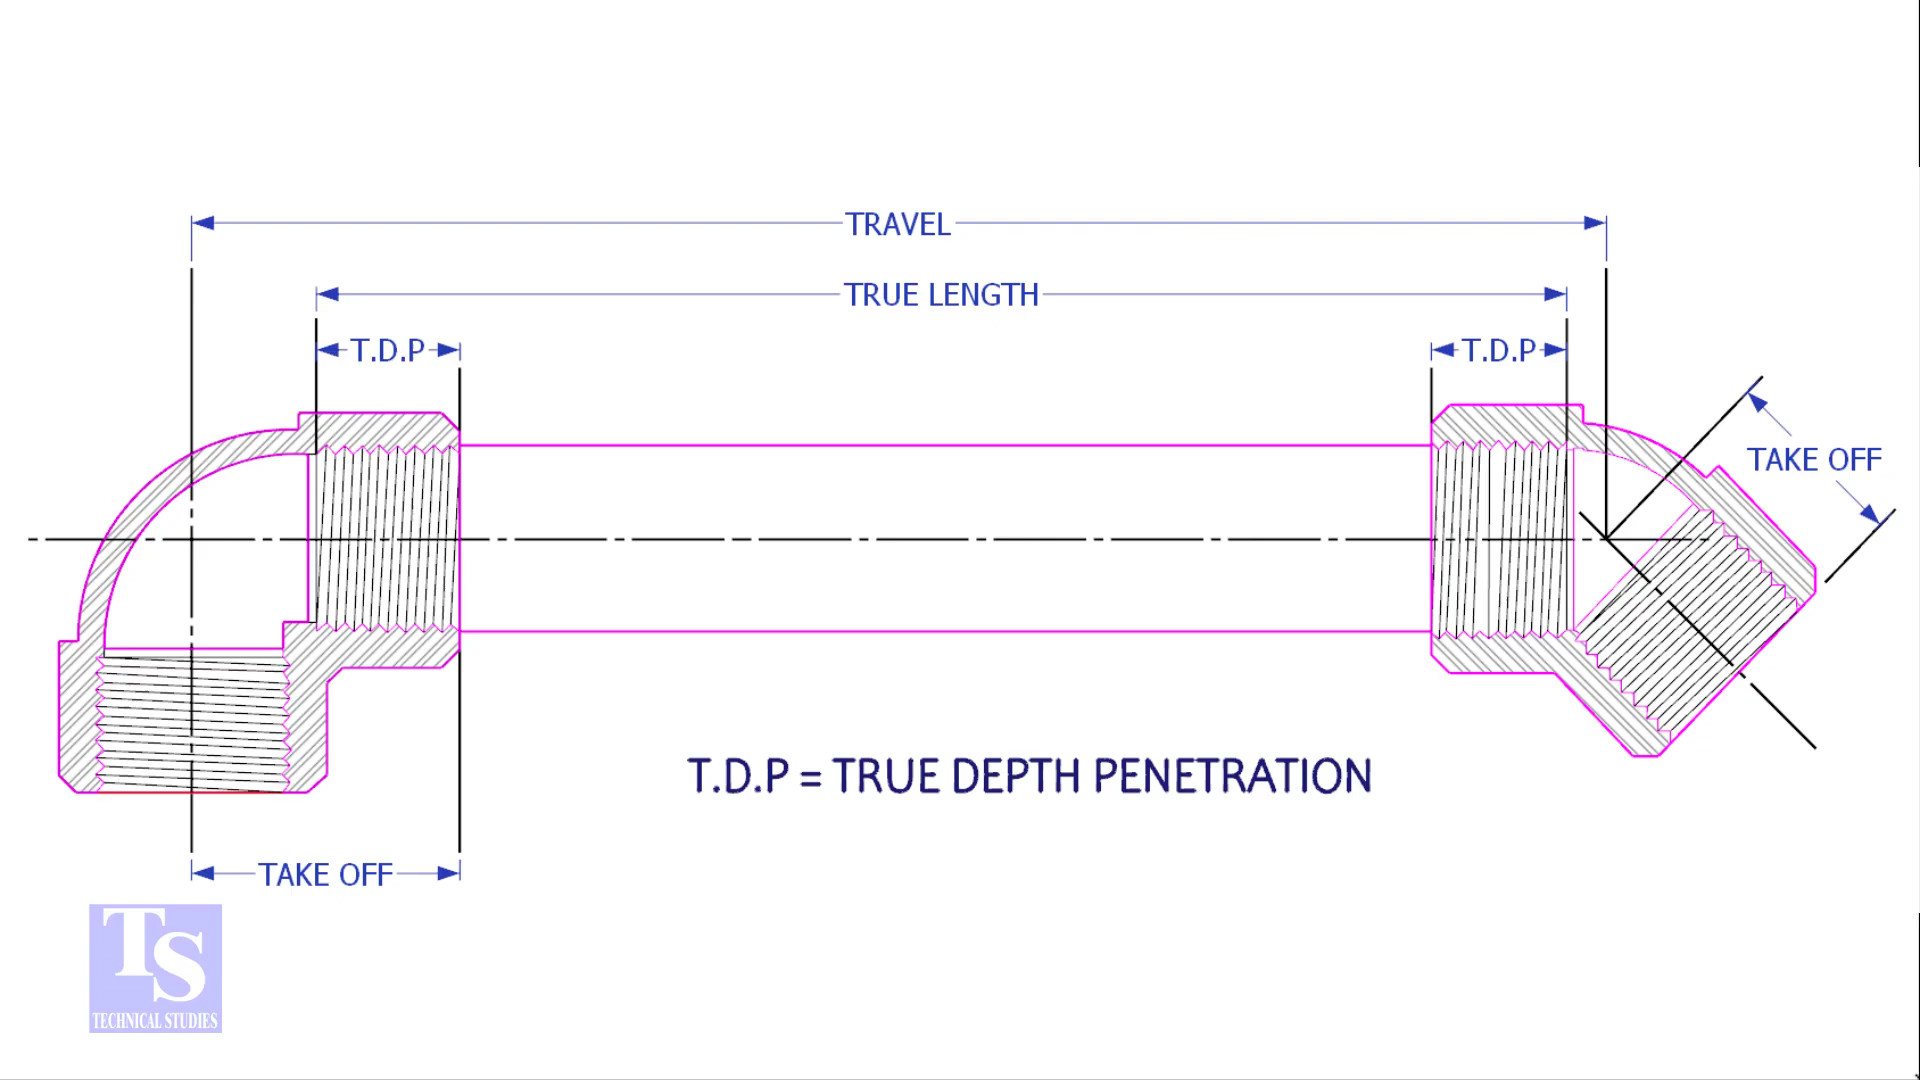 TRAVEL
TRUE LENGTH
T.D.P
T.D.P
TAKE OFF
T.D.P = TRUE DEPTH PENETRATION
TAKE OFF
TS
TECHNICAL STUDIES